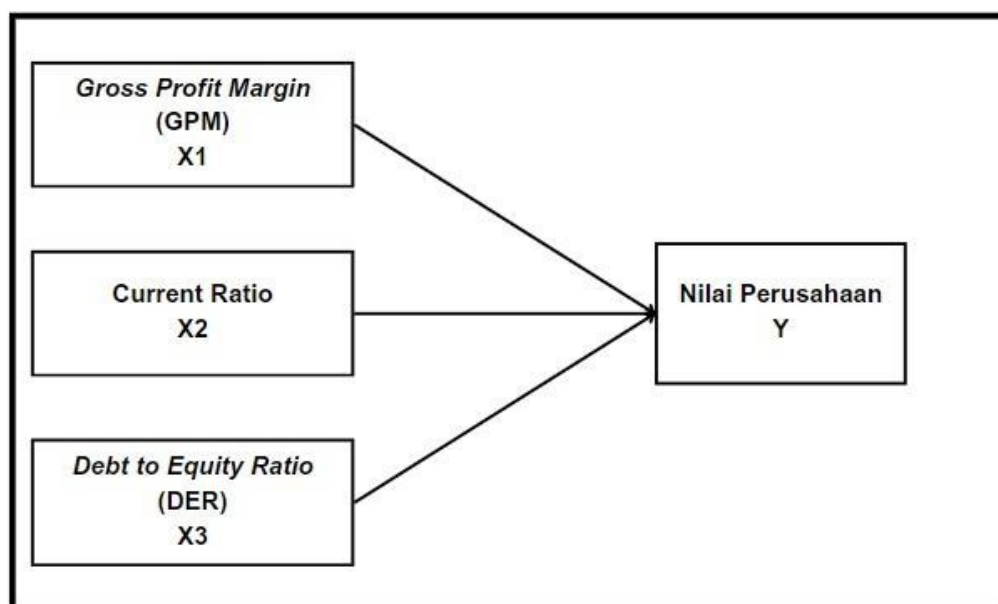 Gross Profit Margin
(GPM)
X1
Current Ratio
X2
Debt to Equity Ratio
(DER)
X3
Nilai Perusahaan
Y